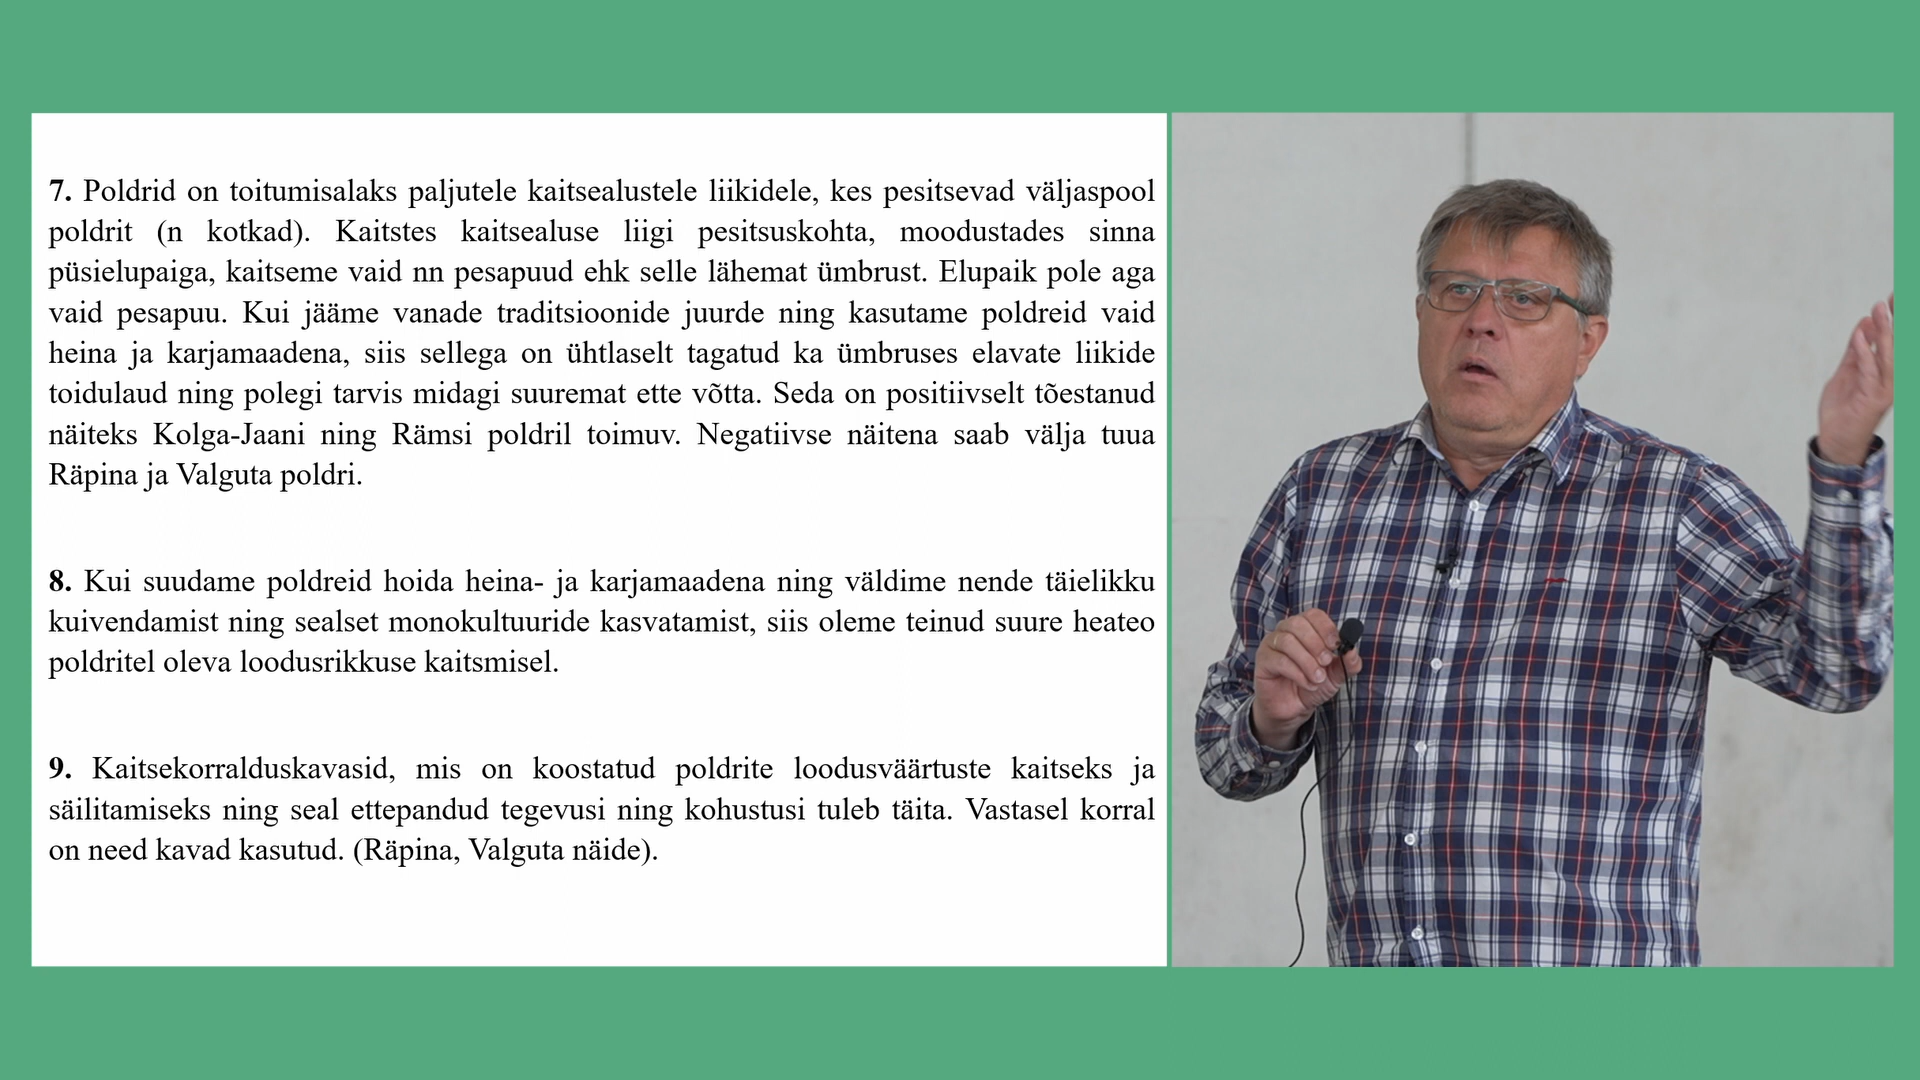 7. Poldrid on toitumisalaks paljutele kaitsealustele liikidele, kes pesitsevad väljaspool
poldrit (n kotkad). Kaitstes kaitsealuse liigi pesitsuskohta, moodustades sinna
püsielupaiga, kaitseme vaid nn pesapuud ehk selle lähemat ümbrust. Elupaik pole aga
vaid pesapuu. Kui jääme vanade traditsioonide juurde ning kasutame poldreid vaid
heina ja karjamaadena, siis sellega on ühtlaselt tagatud ka ümbruses elavate liikide
toidulaud ning polegi tarvis midagi suuremat ette võtta. Seda on positiivselt tõestanud
näiteks Kolga-Jaani ning Rämsi poldril toimuv. Negatiivse näitena saab välja tuua
Räpina ja Valguta poldri.
8. Kui suudame poldreid hoida heina- ja karjamaadena ning väldime nende täielikku
kuivendamist ning sealset monokultuuride kasvatamist, siis oleme teinud suure heateo
poldritel oleva loodusrikkuse kaitsmisel.
9. Kaitsekorralduskavasid, mis on koostatud poldrite loodusväärtuste kaitseks ja
säilitamiseks ning seal ettepandud tegevusi ning kohustusi tuleb täita. Vastasel korral
on need kavad kasutud. (Räpina, Valguta näide).